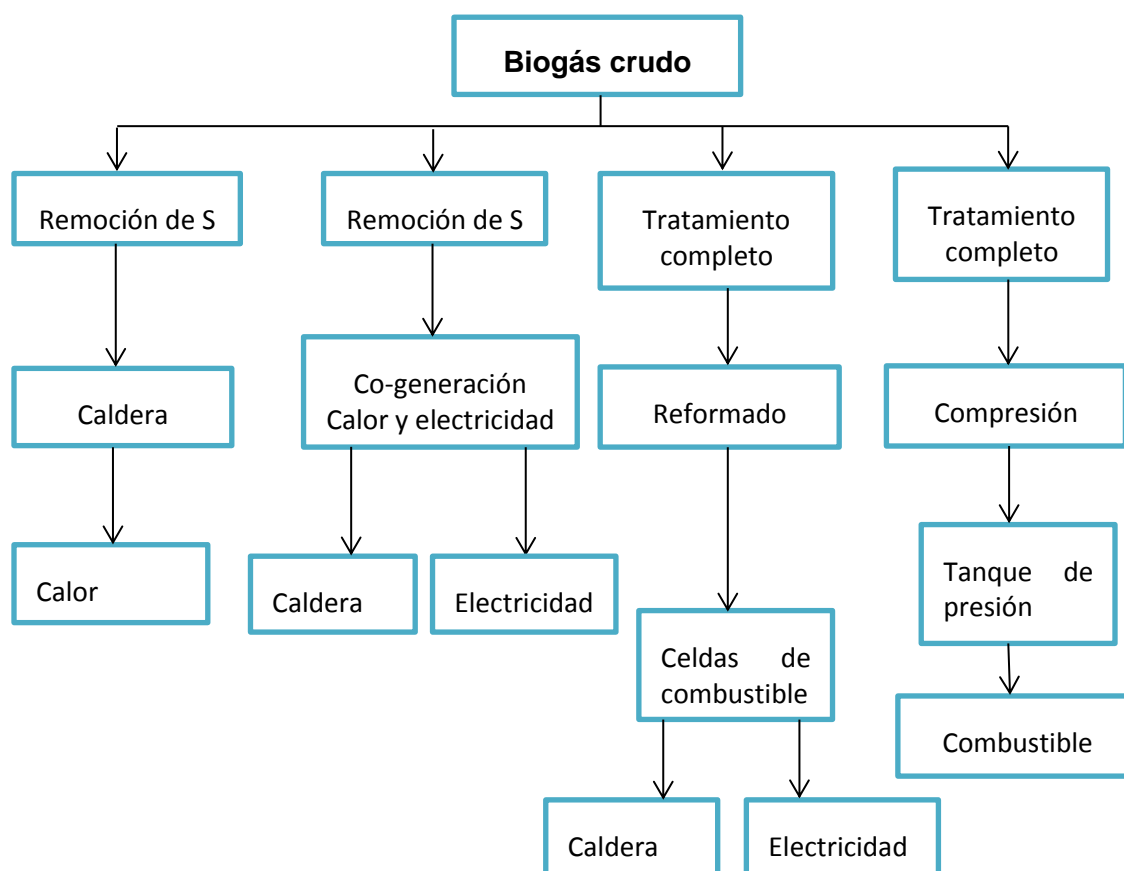 Biogás crudo
Remoción de S
Remoción de S
Tratamiento
completo
Tratamiento
completo
Caldera
Co-generación
Calor y electricidad
Reformado
Compresión
Calor
Caldera
Electricidad
Tanque de
presión
Celdas de
combustible
Combustible
Caldera
Electricidad